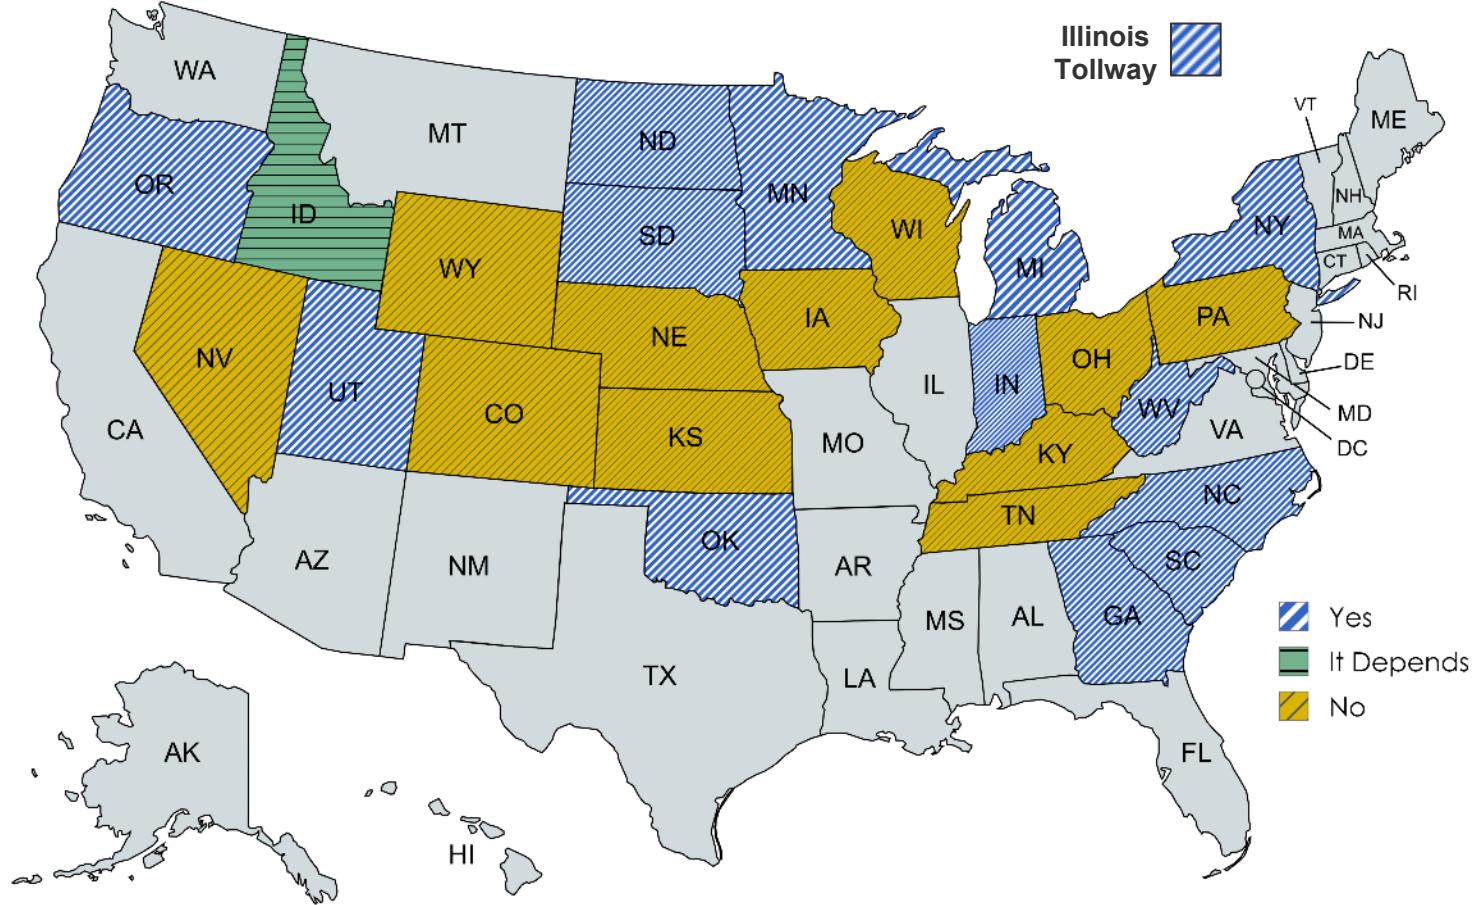 Illinois
Tollway
WA
MT
ND
MN
VT
ME
OR
ID
SD
WI
MI
NY
NH
MA
CT
RI
WY
NE
IA
PA
NJ
NV
UT
CO
KS
IL
IN
OH
DE
CA
MO
KY
WV
VA
MD
DC
AZ
NM
OK
AR
TN
NC
SC
TX
LA
MS
AL
GA
FL
AK
HI
Yes
It Depends
No